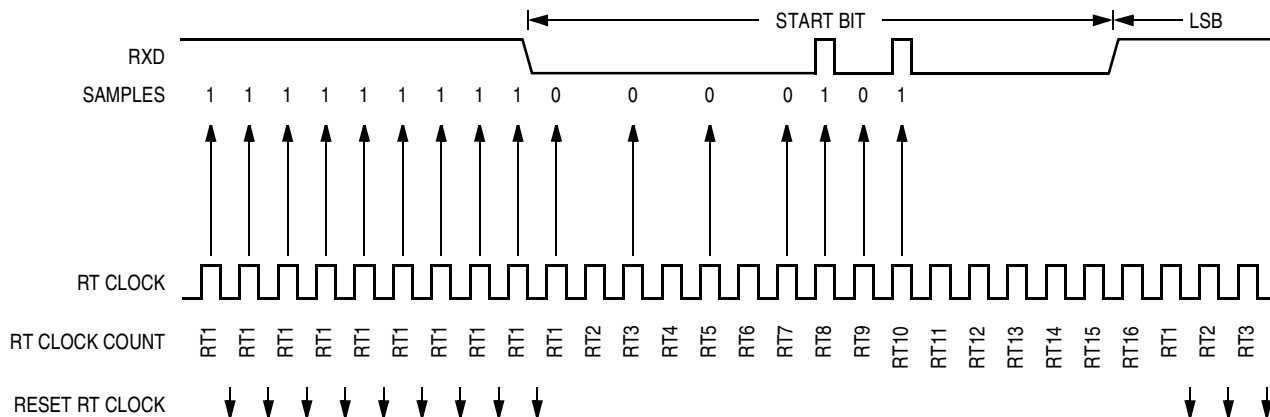 START BIT LSB
RXD
SAMPLES 1 1 1 1 1 1 1 1 1 0 0 0 0 1 0 1
RT CLOCK
RT CLOCK COUNT RT1 RT1 RT1 RT1 RT1 RT1 RT1 RT1 RT1 RT1 RT2 RT3 RT4 RT5 RT6 RT7 RT8 RT9 RT10 RT11 RT12 RT13 RT14 RT15 RT16 RT1 RT2 RT3
RESET RT CLOCK